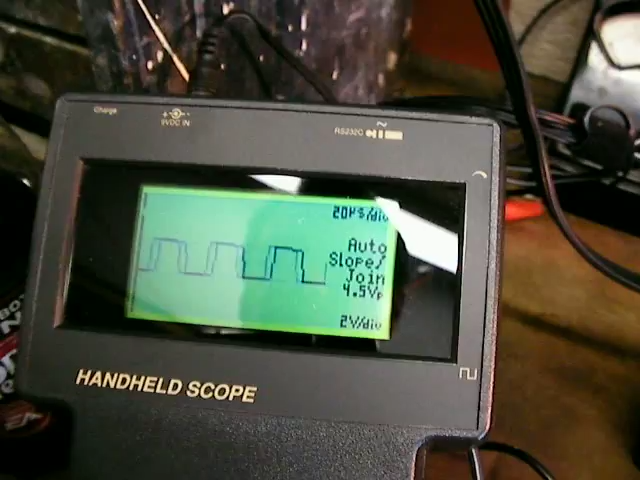 Charge
9VDC IN
RS232C
20µs/div
Auto
Slope/
Join
4.5Vp
2V/div
HANDHELD SCOPE